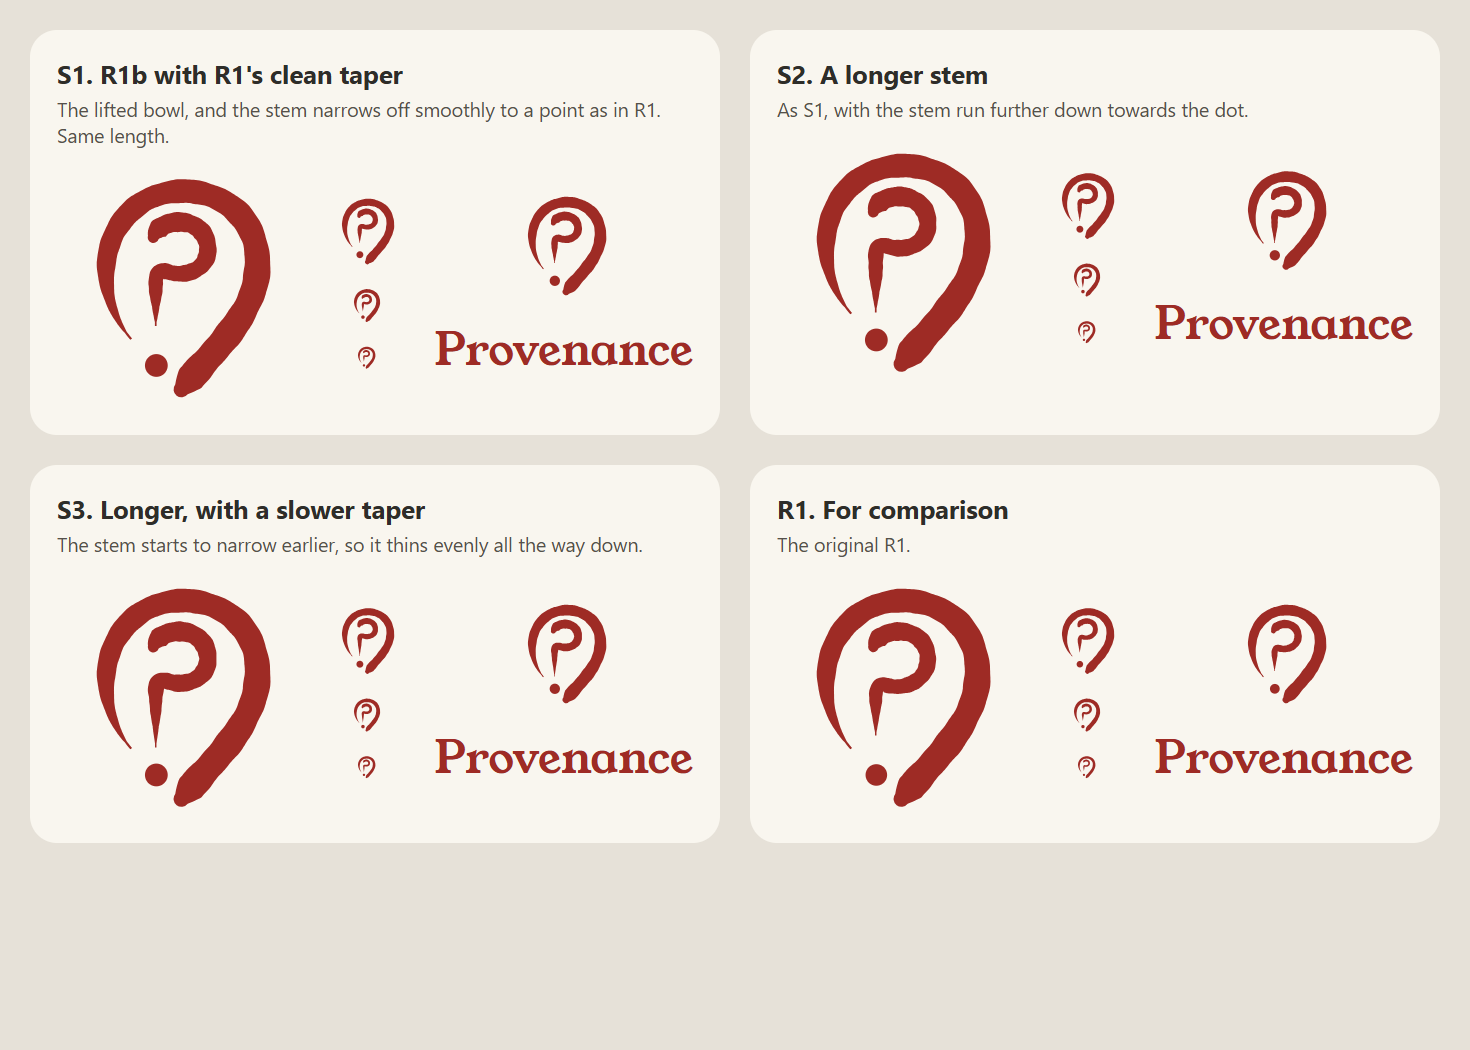 S1. R1b with R1's clean taper
The lifted bowl, and the stem narrows off smoothly to a point as in R1.
Same length.
Provenance
S2. A longer stem
As S1, with the stem run further down towards the dot.
Provenance
S3. Longer, with a slower taper
The stem starts to narrow earlier, so it thins evenly all the way down.
Provenance
R1. For comparison
The original R1.
Provenance